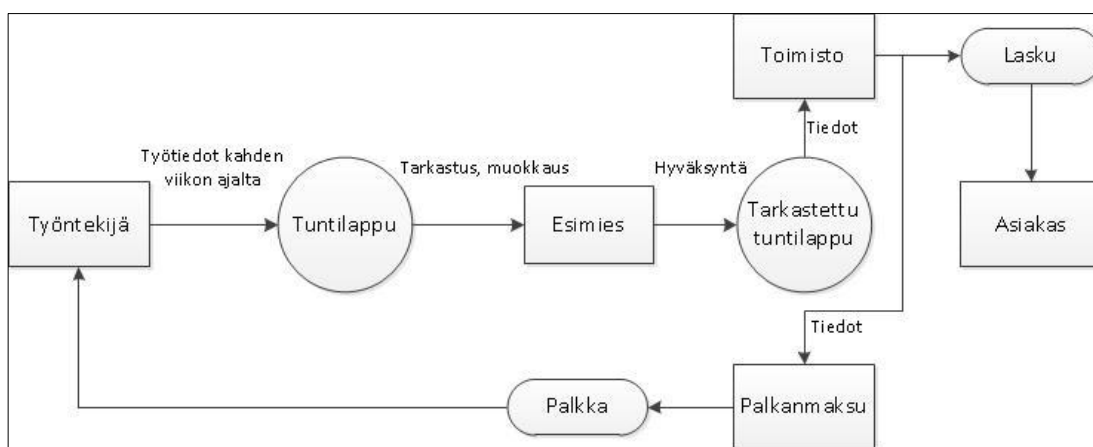 Toimisto
Lasku
Tiedot
Työtiedot kahden
viikon ajalta
Tarkastus, muokkaus
Hyväksyntä
Työntekijä
Tuntilappu
Esimies
Tarkastettu
tuntilappu
Asiakas
Tiedot
Palkka
Palkanmaksu